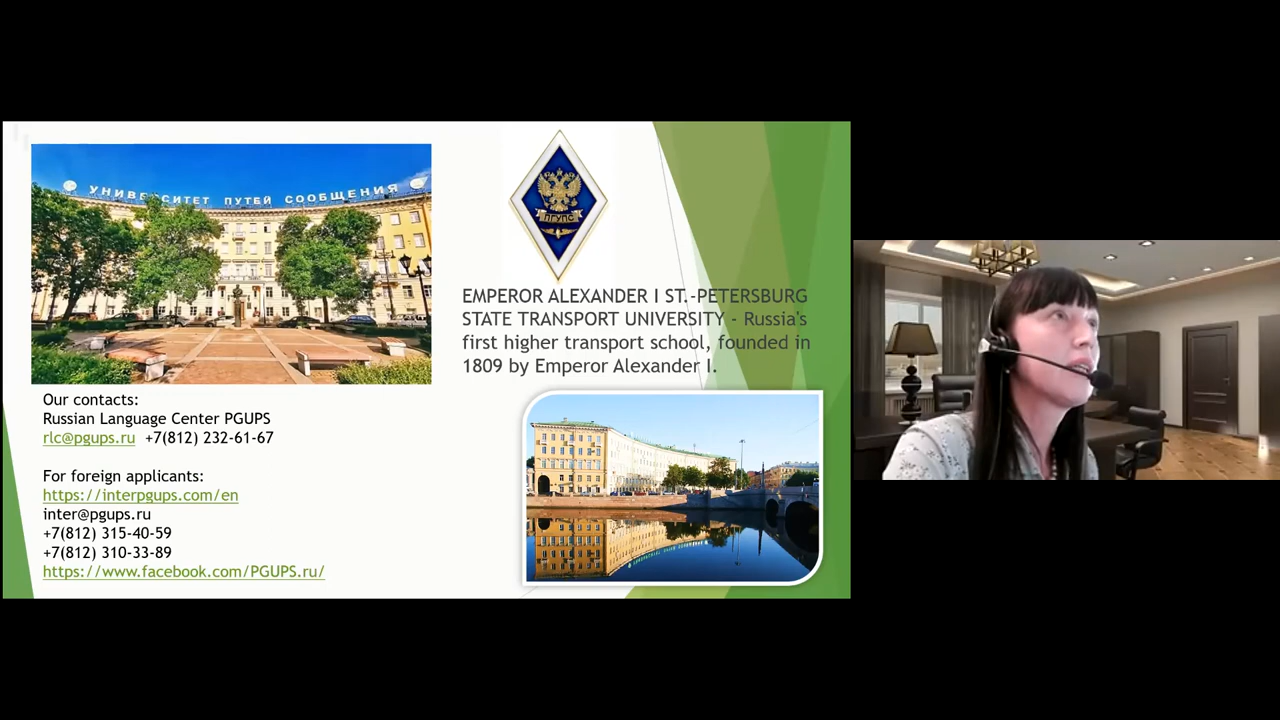 УНИВЕРСИТЕТ ПУТЕЙ СООБЩЕНИЯ
ПГУПС
EMPEROR ALEXANDER I ST.-PETERSBURG
STATE TRANSPORT UNIVERSITY - Russia's
first higher transport school, founded in
1809 by Emperor Alexander I.
Our contacts:
Russian Language Center PGUPS
rlc@pgups.ru +7(812) 232-61-67
For foreign applicants:
https://interpgups.com/en
inter@pgups.ru
+7(812) 315-40-59
+7(812) 310-33-89
https://www.facebook.com/PGUPS.ru/